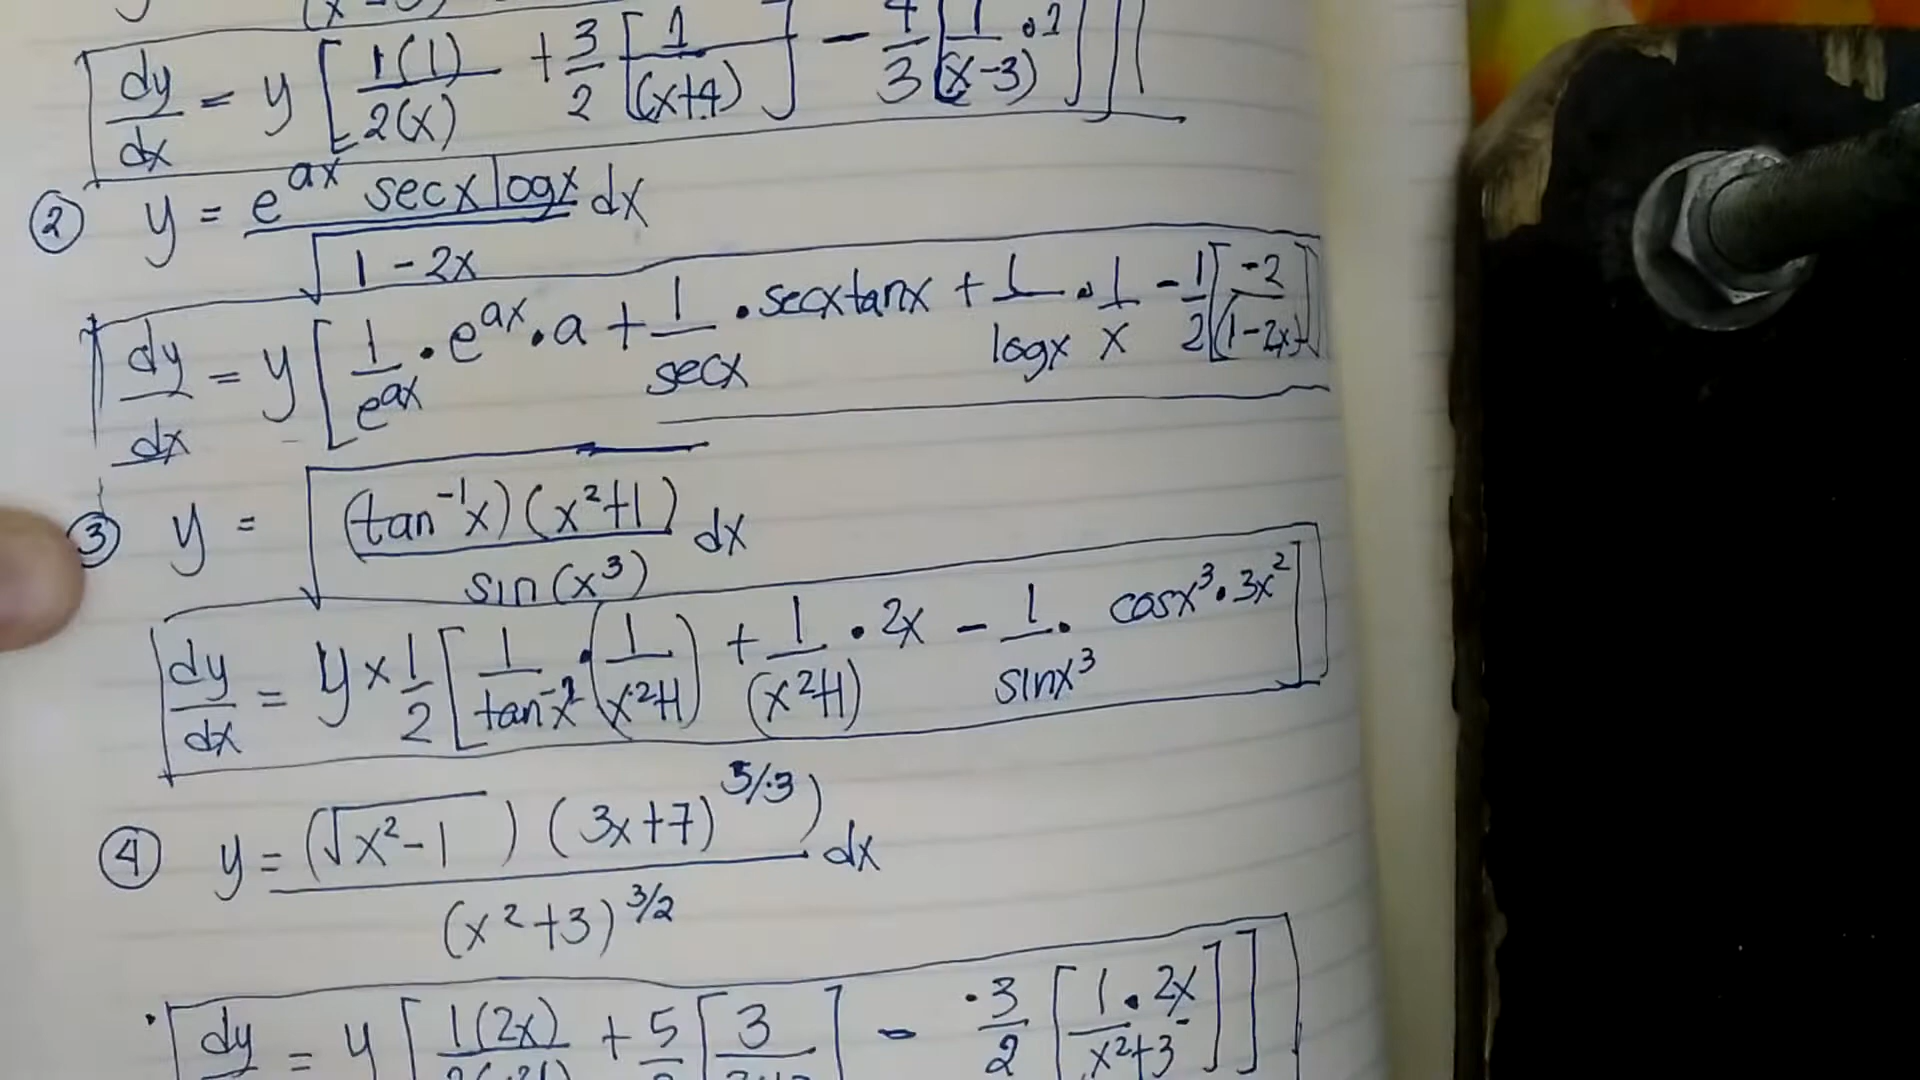 dy/dx = y [ 1(1)/2(x) + 3/2 [ 1/(x+4) ] - 4/3 [ 1/(x-3) . 1 ] ]
② y = e^ax secx logx / √1-2x dx
dy/dx = y [ 1/e^ax . e^ax . a + 1/secx . secxtanx + 1/logx . 1/x - 1/2 [ -2/(1-2x) ] ]
③ y = √(tan⁻¹x)(x²+1) / sin(x³) dx
dy/dx = y × 1/2 [ 1/tan⁻¹x . ( 1/x²+1 ) + 1/(x²+1) . 2x - 1/sinx³ . cosx³ . 3x² ]
④ y = (√x²-1 ) (3x+7)^5/3 ) / (x²+3)^3/2 dx
dy/dx = y [ 1(2x) + 5 [ 3 ] - 3/2 [ 1 . 2x / x²+3 ] ]